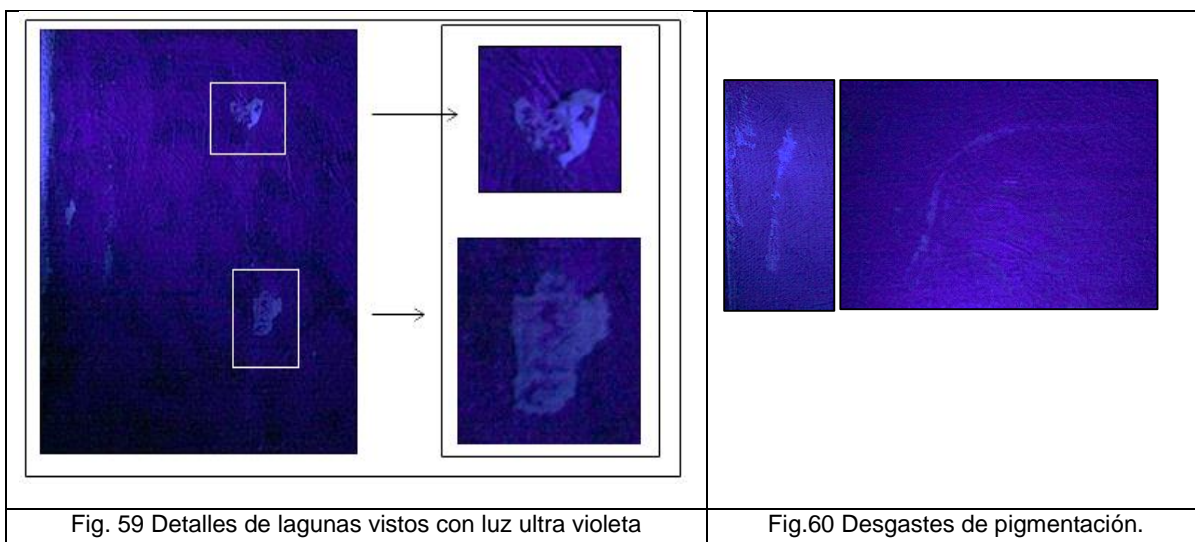 Fig. 59 Detalles de lagunas vistos con luz ultra violeta
Fig.60 Desgastes de pigmentación.